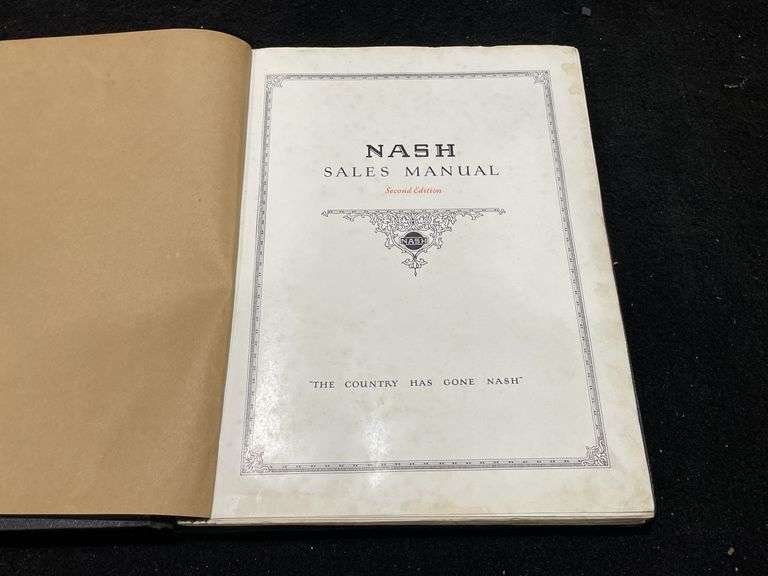 NASH
SALES MANUAL
Second Edition
NASH
"THE COUNTRY HAS GONE NASH"